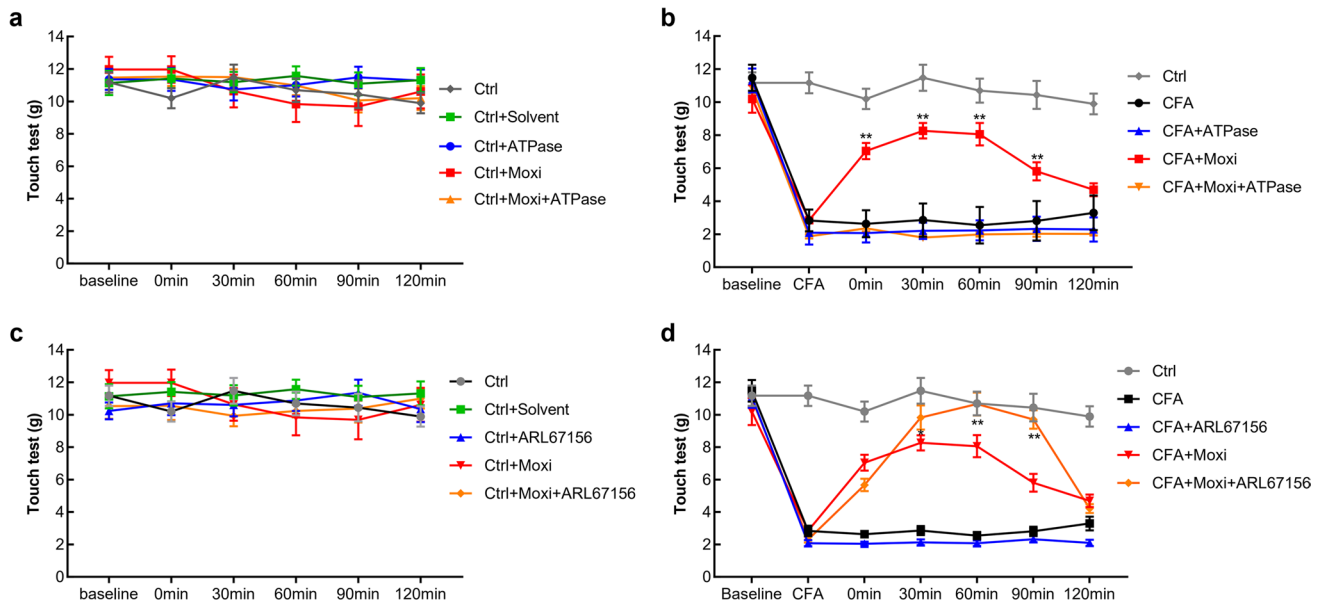 a
Touch test (g)
14
12
10
8
6
4
2
0
baseline 0min 30min 60min 90min 120min
Ctrl
Ctrl+Solvent
Ctrl+ATPase
Ctrl+Moxi
Ctrl+Moxi+ATPase
b
Touch test (g)
14
12
10
8
6
4
2
0
** ** ** **
baseline CFA 0min 30min 60min 90min 120min
Ctrl
CFA
CFA+ATPase
CFA+Moxi
CFA+Moxi+ATPase
c
Touch test (g)
14
12
10
8
6
4
2
0
baseline 0min 30min 60min 90min 120min
Ctrl
Ctrl+Solvent
Ctrl+ARL67156
Ctrl+Moxi
Ctrl+Moxi+ARL67156
d
Touch test (g)
14
12
10
8
6
4
2
0
* ** **
Baseline CFA 0min 30min 60min 90min 120min
Ctrl
CFA
CFA+ARL67156
CFA+Moxi
CFA+Moxi+ARL67156